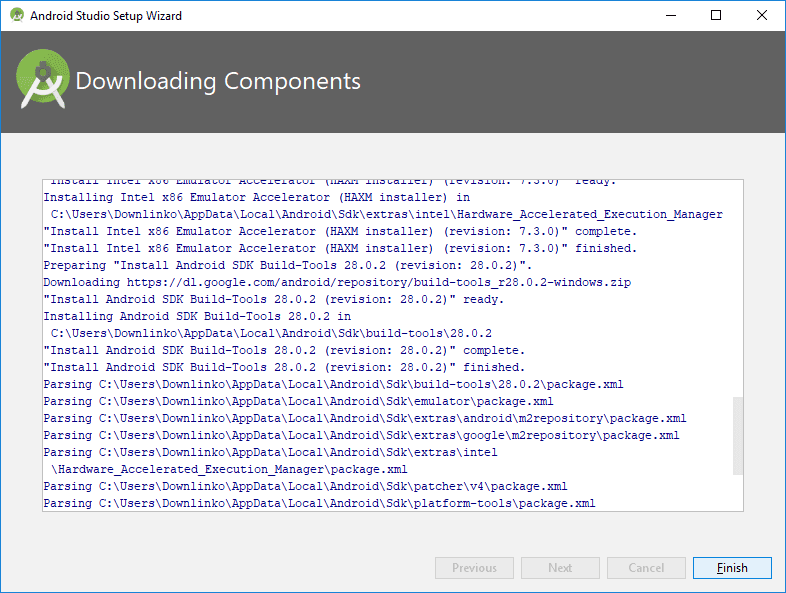 Android Studio Setup Wizard
Downloading Components
"Install Intel x86 Emulator Accelerator (HAXM installer) (revision: 7.3.0)" ready.
Installing Intel x86 Emulator Accelerator (HAXM installer) in
C:\Users\Downlinko\AppData\Local\Android\Sdk\extras\intel\Hardware_Accelerated_Execution_Manager
"Install Intel x86 Emulator Accelerator (HAXM installer) (revision: 7.3.0)" complete.
"Install Intel x86 Emulator Accelerator (HAXM installer) (revision: 7.3.0)" finished.
Preparing "Install Android SDK Build-Tools 28.0.2 (revision: 28.0.2)".
Downloading https://dl.google.com/android/repository/build-tools_r28.0.2-windows.zip
"Install Android SDK Build-Tools 28.0.2 (revision: 28.0.2)" ready.
Installing Android SDK Build-Tools 28.0.2 in
C:\Users\Downlinko\AppData\Local\Android\Sdk\build-tools\28.0.2
"Install Android SDK Build-Tools 28.0.2 (revision: 28.0.2)" complete.
"Install Android SDK Build-Tools 28.0.2 (revision: 28.0.2)" finished.
Parsing C:\Users\Downlinko\AppData\Local\Android\Sdk\build-tools\28.0.2\package.xml
Parsing C:\Users\Downlinko\AppData\Local\Android\Sdk\emulator\package.xml
Parsing C:\Users\Downlinko\AppData\Local\Android\Sdk\extras\android\m2repository\package.xml
Parsing C:\Users\Downlinko\AppData\Local\Android\Sdk\extras\google\m2repository\package.xml
Parsing C:\Users\Downlinko\AppData\Local\Android\Sdk\extras\intel
\Hardware_Accelerated_Execution_Manager\package.xml
Parsing C:\Users\Downlinko\AppData\Local\Android\Sdk\patcher\v4\package.xml
Parsing C:\Users\Downlinko\AppData\Local\Android\Sdk\platform-tools\package.xml
Previous Next Cancel Finish